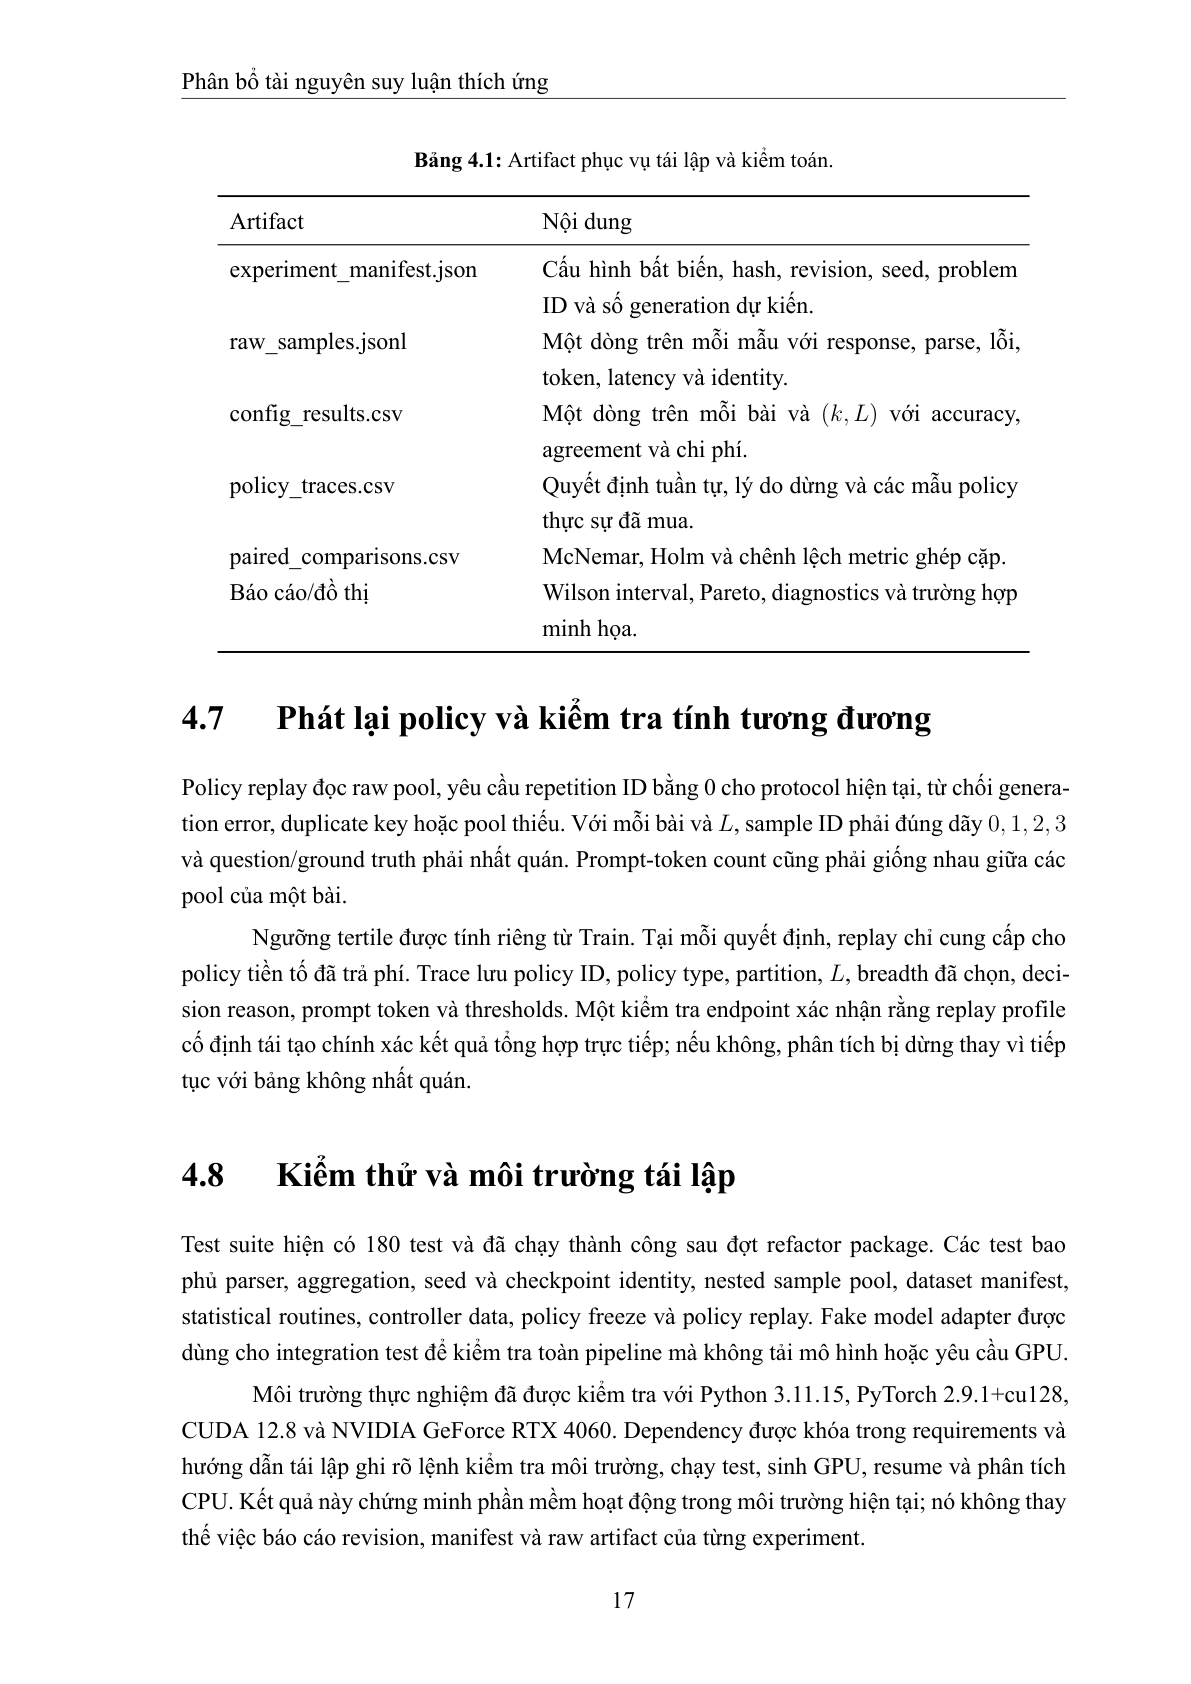 Phân bổ tài nguyên suy luận thích ứng
Bảng 4.1: Artifact phục vụ tái lập và kiểm toán.
Artifact Nội dung
experiment_manifest.json Cấu hình bất biến, hash, revision, seed, problem
ID và số generation dự kiến.
raw_samples.jsonl Một dòng trên mỗi mẫu với response, parse, lỗi,
token, latency và identity.
config_results.csv Một dòng trên mỗi bài và (k, L) với accuracy,
agreement và chi phí.
policy_traces.csv Quyết định tuần tự, lý do dừng và các mẫu policy
thực sự đã mua.
paired_comparisons.csv McNemar, Holm và chênh lệch metric ghép cặp.
Báo cáo/đồ thị Wilson interval, Pareto, diagnostics và trường hợp
minh họa.
4.7 Phát lại policy và kiểm tra tính tương đương
Policy replay đọc raw pool, yêu cầu repetition ID bằng 0 cho protocol hiện tại, từ chối genera-
tion error, duplicate key hoặc pool thiếu. Với mỗi bài và L, sample ID phải đúng dãy 0, 1, 2, 3
và question/ground truth phải nhất quán. Prompt-token count cũng phải giống nhau giữa các
pool của một bài.
Ngưỡng tertile được tính riêng từ Train. Tại mỗi quyết định, replay chỉ cung cấp cho
policy tiền tố đã trả phí. Trace lưu policy ID, policy type, partition, L, breadth đã chọn, deci-
sion reason, prompt token và thresholds. Một kiểm tra endpoint xác nhận rằng replay profile
cố định tái tạo chính xác kết quả tổng hợp trực tiếp; nếu không, phân tích bị dừng thay vì tiếp
tục với bảng không nhất quán.
4.8 Kiểm thử và môi trường tái lập
Test suite hiện có 180 test và đã chạy thành công sau đợt refactor package. Các test bao
phủ parser, aggregation, seed và checkpoint identity, nested sample pool, dataset manifest,
statistical routines, controller data, policy freeze và policy replay. Fake model adapter được
dùng cho integration test để kiểm tra toàn pipeline mà không tải mô hình hoặc yêu cầu GPU.
Môi trường thực nghiệm đã được kiểm tra với Python 3.11.15, PyTorch 2.9.1+cu128,
CUDA 12.8 và NVIDIA GeForce RTX 4060. Dependency được khóa trong requirements và
hướng dẫn tái lập ghi rõ lệnh kiểm tra môi trường, chạy test, sinh GPU, resume và phân tích
CPU. Kết quả này chứng minh phần mềm hoạt động trong môi trường hiện tại; nó không thay
thế việc báo cáo revision, manifest và raw artifact của từng experiment.
17